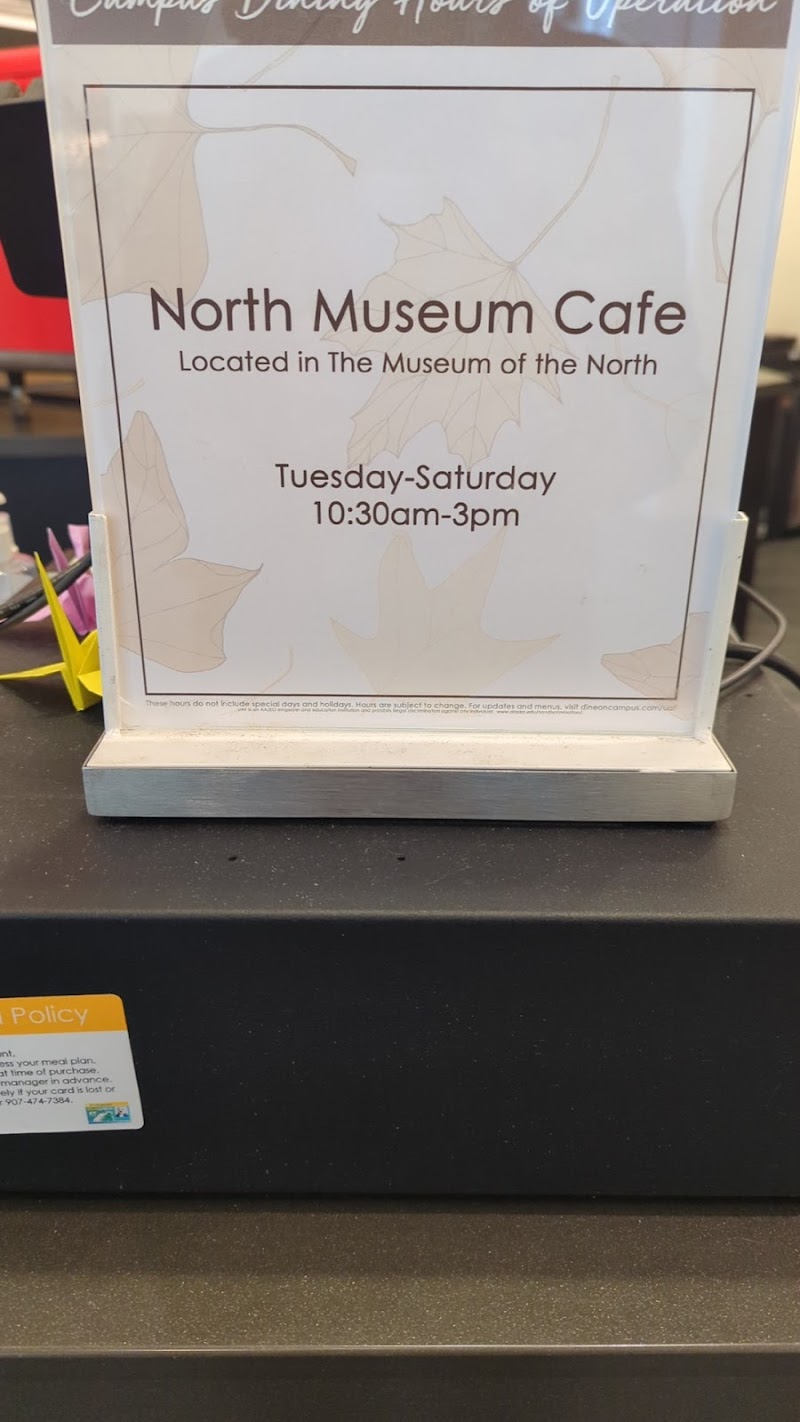 Campus Dining Hours of Operation
North Museum Cafe
Located in The Museum of the North
Tuesday-Saturday
10:30am-3pm
These hours do not include special days and holidays. Hours are subject to change. For updates and menus, visit dineoncampus.com/uaf
Policy
ess your meal plan.
at time of purchase.
manager in advance.
ely if your card is lost or
907-474-7384.